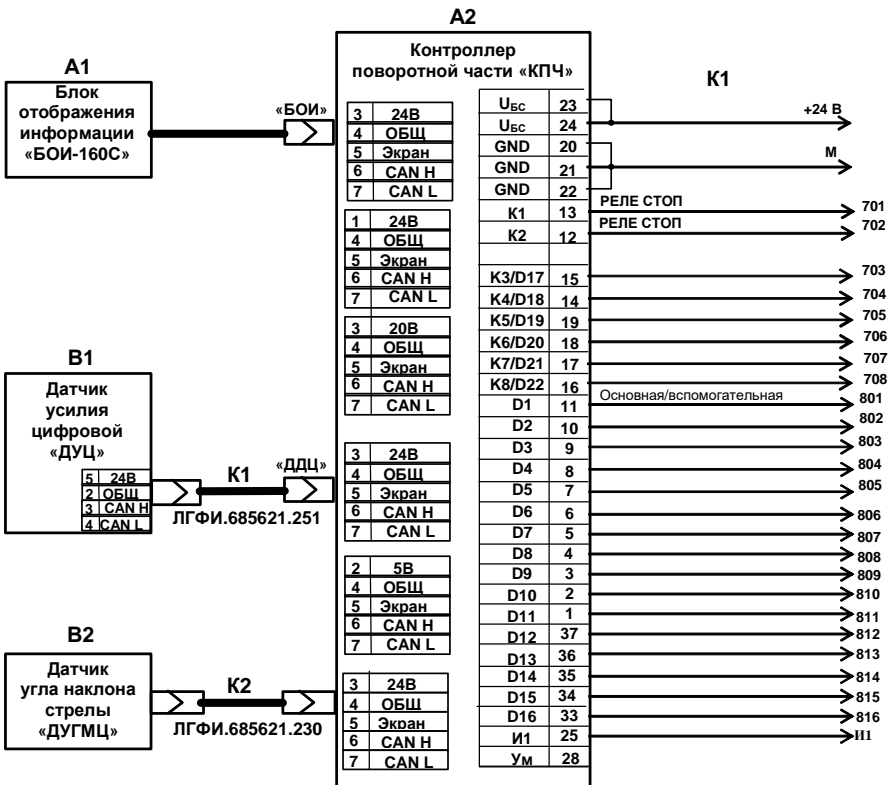 A2
Контроллер
поворотной части «КПЧ»
A1
Блок
отображения
информации
«БОИ-160С»
«БОИ»
3 24В
4 ОБЩ
5 Экран
6 CAN H
7 CAN L
1 24В
4 ОБЩ
5 Экран
6 CAN H
7 CAN L
3 20В
4 ОБЩ
5 Экран
6 CAN H
7 CAN L
B1
Датчик
усилия
цифровой
«ДУЦ»
5 24В
2 ОБЩ
3 CAN H
4 CAN L
К1
ЛГФИ.685621.251
«ДДЦ»
3 24В
4 ОБЩ
5 Экран
6 CAN H
7 CAN L
2 5В
4 ОБЩ
5 Экран
6 CAN H
7 CAN L
B2
Датчик
угла наклона
стрелы
«ДУГМЦ»
К2
ЛГФИ.685621.230
3 24В
4 ОБЩ
5 Экран
6 CAN H
7 CAN L
К1
UБС 23
UБС 24 +24 В
GND 20
GND 21 М
GND 22
К1 13 РЕЛЕ СТОП 701
К2 12 РЕЛЕ СТОП 702
K3/D17 15 703
K4/D18 14 704
K5/D19 19 705
K6/D20 18 706
K7/D21 17 707
K8/D22 16 708
D1 11 Основная/вспомогательная 801
D2 10 802
D3 9 803
D4 8 804
D5 7 805
D6 6 806
D7 5 807
D8 4 808
D9 3 809
D10 2 810
D11 1 811
D12 37 812
D13 36 813
D14 35 814
D15 34 815
D16 33 816
И1 25 И1
Ум 28